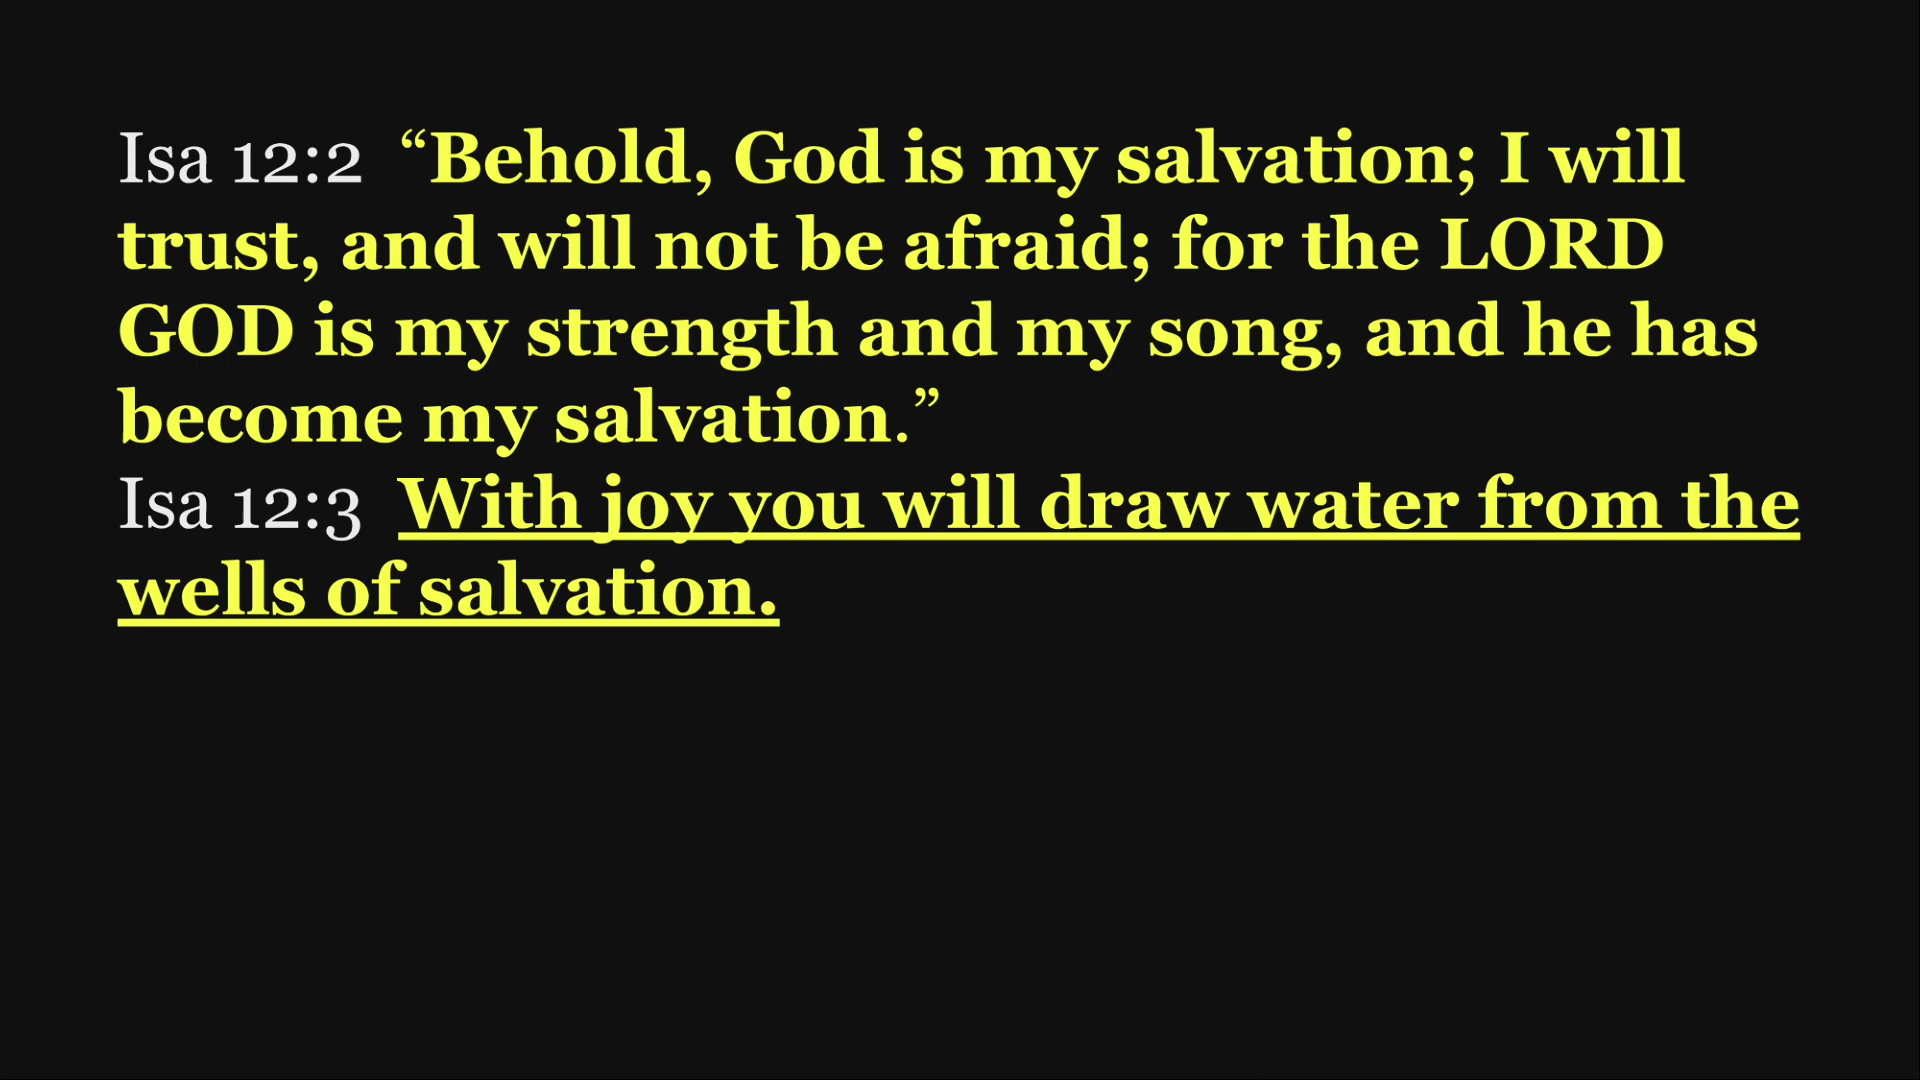 Isa 12:2  “Behold, God is my salvation; I will
trust, and will not be afraid; for the LORD
GOD is my strength and my song, and he has
become my salvation.”
Isa 12:3  With joy you will draw water from the
wells of salvation.